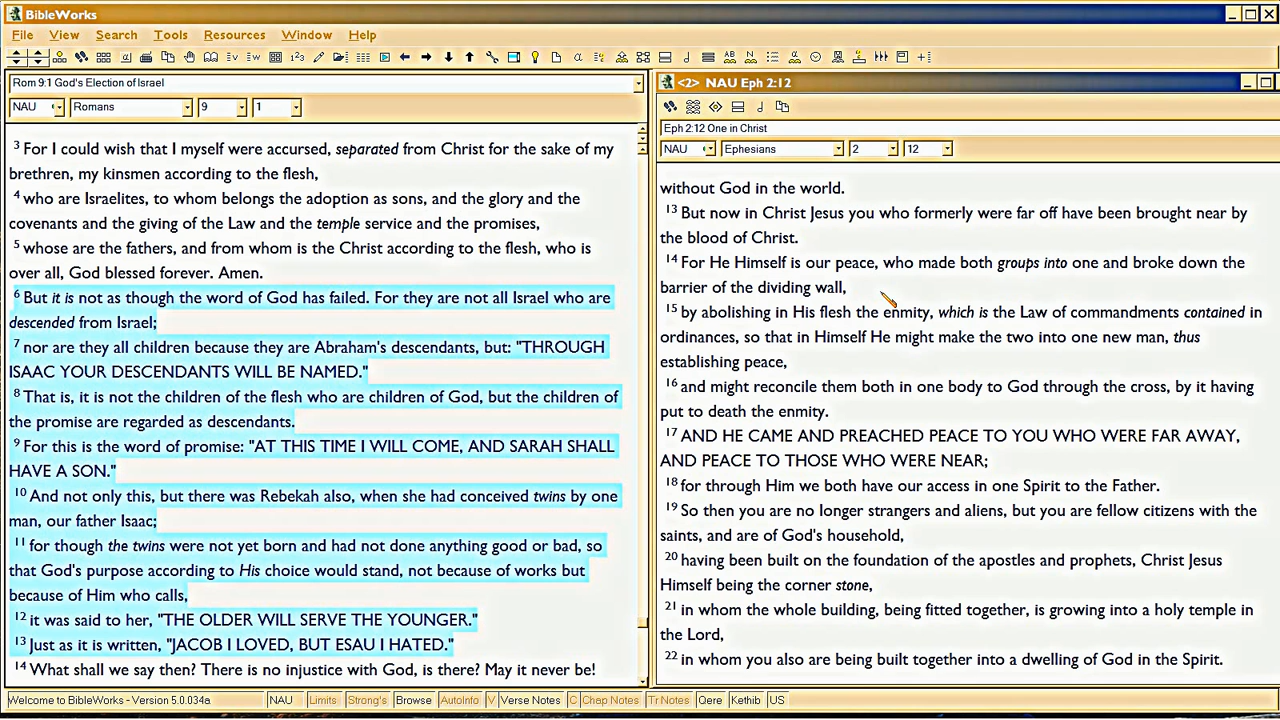 BibleWorks
File View Search Tools Resources Window Help
Rom 9:1 God's Election of Israel
NAU Romans 9 1
3 For I could wish that I myself were accursed, separated from Christ for the sake of my
brethren, my kinsmen according to the flesh,
4 who are Israelites, to whom belongs the adoption as sons, and the glory and the
covenants and the giving of the Law and the temple service and the promises,
5 whose are the fathers, and from whom is the Christ according to the flesh, who is
over all, God blessed forever. Amen.
6 But it is not as though the word of God has failed. For they are not all Israel who are
descended from Israel;
7 nor are they all children because they are Abraham's descendants, but: "THROUGH
ISAAC YOUR DESCENDANTS WILL BE NAMED."
8 That is, it is not the children of the flesh who are children of God, but the children of
the promise are regarded as descendants.
9 For this is the word of promise: "AT THIS TIME I WILL COME, AND SARAH SHALL
HAVE A SON."
10 And not only this, but there was Rebekah also, when she had conceived twins by one
man, our father Isaac;
11 for though the twins were not yet born and had not done anything good or bad, so
that God's purpose according to His choice would stand, not because of works but
because of Him who calls,
12 it was said to her, "THE OLDER WILL SERVE THE YOUNGER."
13 Just as it is written, "JACOB I LOVED, BUT ESAU I HATED."
14 What shall we say then? There is no injustice with God, is there? May it never be!
<2> NAU Eph 2:12
Eph 2:12 One in Christ
NAU Ephesians 2 12
without God in the world.
13 But now in Christ Jesus you who formerly were far off have been brought near by
the blood of Christ.
14 For He Himself is our peace, who made both groups into one and broke down the
barrier of the dividing wall,
15 by abolishing in His flesh the enmity, which is the Law of commandments contained in
ordinances, so that in Himself He might make the two into one new man, thus
establishing peace,
16 and might reconcile them both in one body to God through the cross, by it having
put to death the enmity.
17 AND HE CAME AND PREACHED PEACE TO YOU WHO WERE FAR AWAY,
AND PEACE TO THOSE WHO WERE NEAR;
18 for through Him we both have our access in one Spirit to the Father.
19 So then you are no longer strangers and aliens, but you are fellow citizens with the
saints, and are of God's household,
20 having been built on the foundation of the apostles and prophets, Christ Jesus
Himself being the corner stone,
21 in whom the whole building, being fitted together, is growing into a holy temple in
the Lord,
22 in whom you also are being built together into a dwelling of God in the Spirit.
Welcome to BibleWorks - Version 5.0.034a NAU Limits Strong's Browse AutoInfo V Verse Notes C Chap Notes Tr Notes Qere Kethib US